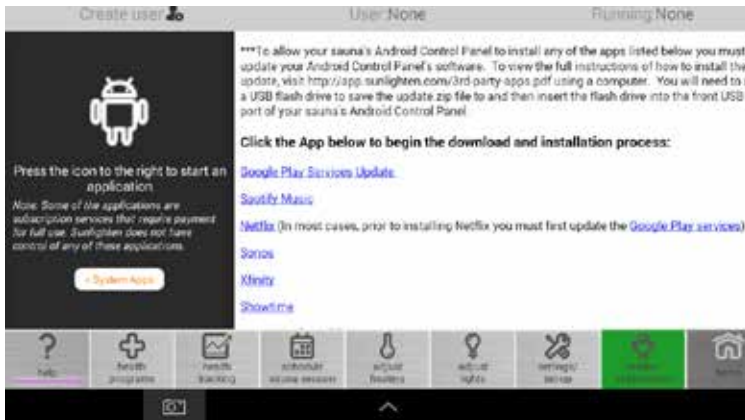 Create user
User:None
Running:None
***To allow your sauna's Android Control Panel to install any of the apps listed below you must
update your Android Control Panel's software. To view the full instructions of how to install the
update, visit http://app.sunlighten.com/3rd-party-apps.pdf using a computer. You will need to
a USB flash drive to save the update zip file to and then insert the flash drive into the front USB
port of your sauna's Android Control Panel.
Click the App below to begin the download and installation process:
Google Play Services Update
Spotify Music
Netflix (In most cases, prior to installing Netflix you must first update the Google Play services)
Sonos
Xfinity
Showtime
Press the icon to the right to start an
application
Note: Some of the applications are
subscription services that require payment
for full use. Sunlighten does not have
control of any of these applications.
+ System Apps
help
health
programs
health
tracking
schedule
sauna session
adjust
heaters
adjust
lights
settings/
set-up
home